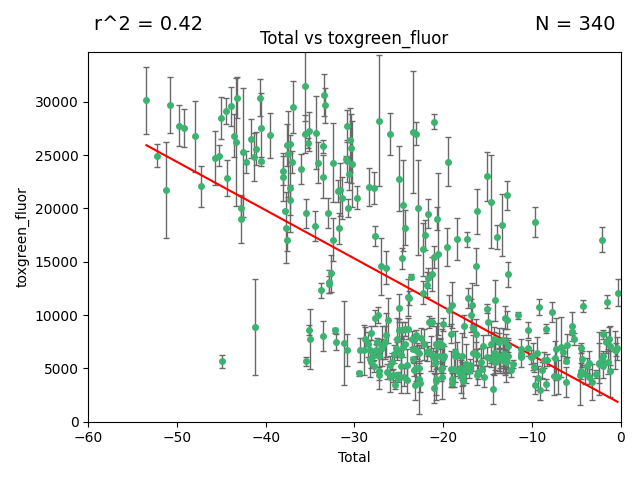 r^2 = 0.42
N = 340
Total vs toxgreen_fluor
30000
25000
20000
15000
10000
5000
0
toxgreen_fluor
−60
−50
−40
−30
−20
−10
0
Total